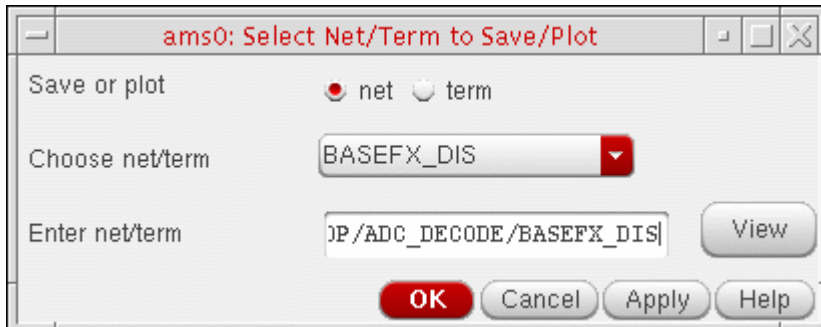 ams0: Select Net/Term to Save/Plot
Save or plot net term
Choose net/term BASEFX_DIS
Enter net/term OP/ADC_DECODE/BASEFX_DIS View
OK Cancel Apply Help